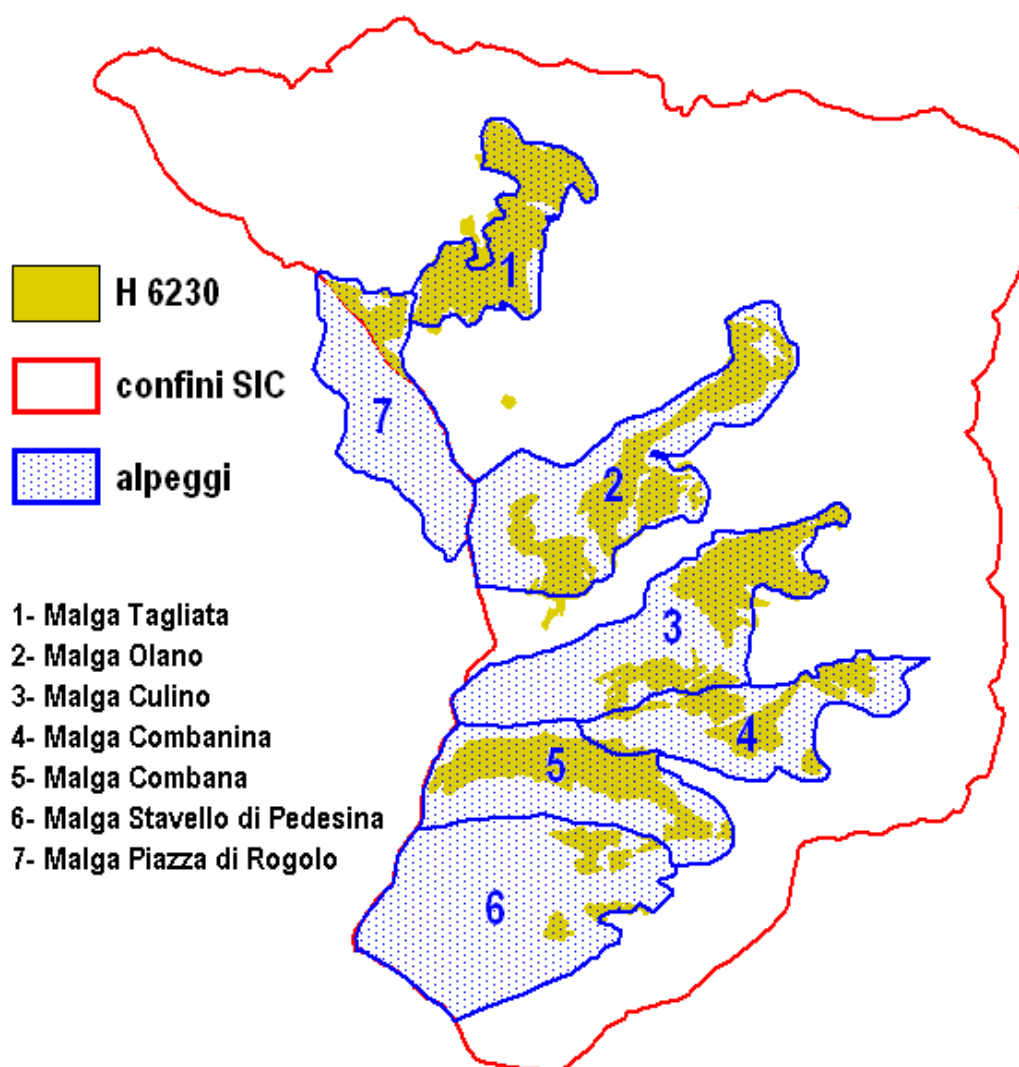 H 6230
confini SIC
alpeggi
1- Malga Tagliata
2- Malga Olano
3- Malga Culino
4- Malga Combanina
5- Malga Combana
6- Malga Stavello di Pedesina
7- Malga Piazza di Rogolo
1
7
2
3
4
5
6